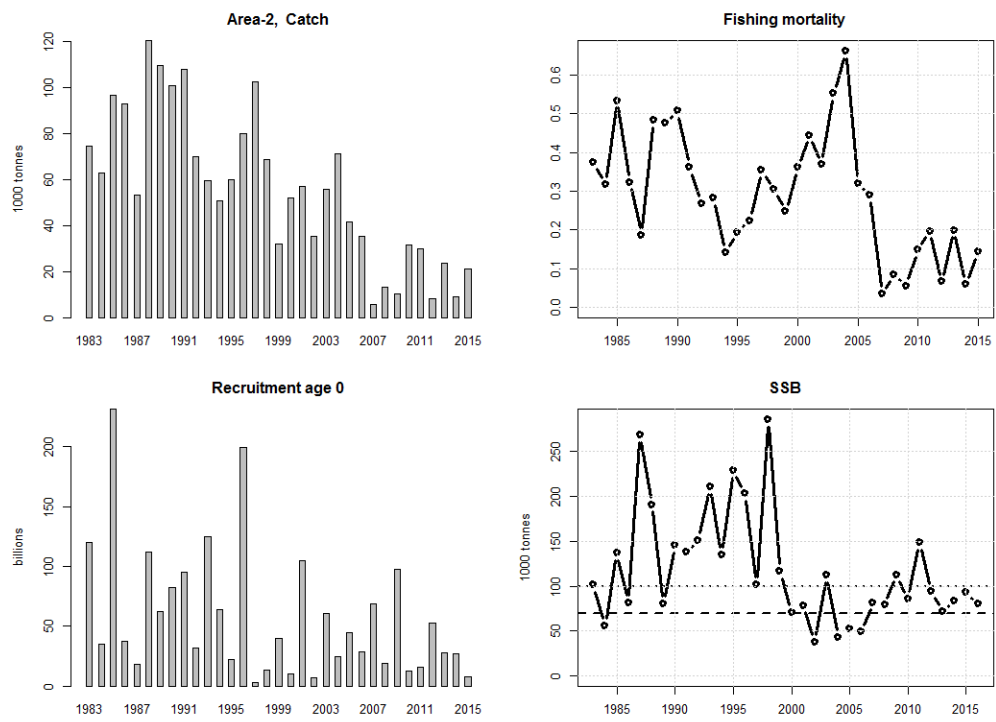 Area-2, Catch
1000 tonnes
0 20 40 60 80 100 120
1983 1987 1991 1995 1999 2003 2007 2011 2015
Fishing mortality
0.0 0.1 0.2 0.3 0.4 0.5 0.6
1985 1990 1995 2000 2005 2010 2015
Recruitment age 0
billions
0 50 100 150 200
1983 1987 1991 1995 1999 2003 2007 2011 2015
SSB
1000 tonnes
0 50 100 150 200 250
1985 1990 1995 2000 2005 2010 2015